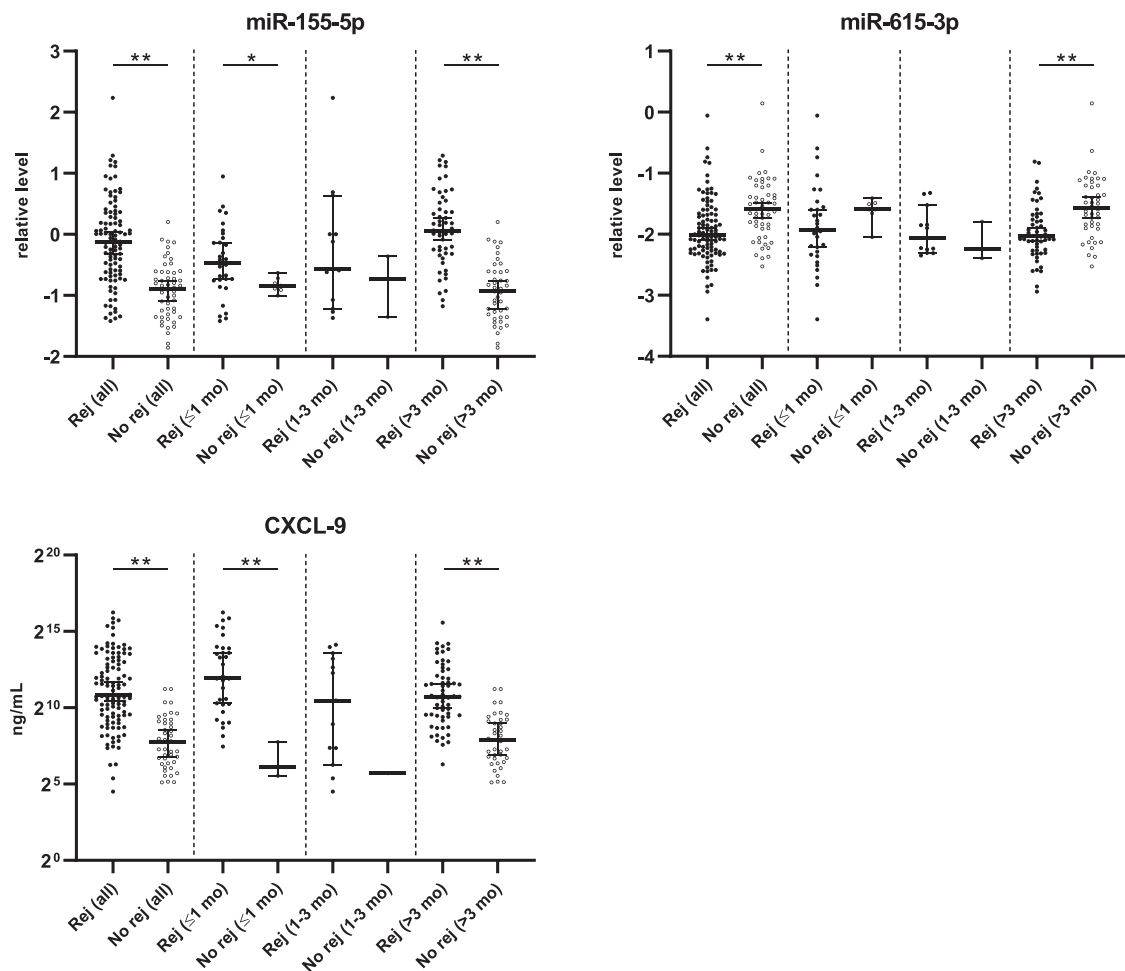 miR-155-5p
3
2
1
0
-1
-2
relative level
**
*
**
Rej (all)
No rej (all)
Rej (≤1 mo)
No rej (≤1 mo)
Rej (1-3 mo)
No rej (1-3 mo)
Rej (>3 mo)
No rej (>3 mo)
miR-615-3p
1
0
-1
-2
-3
-4
relative level
**
**
Rej (all)
No rej (all)
Rej (≤1 mo)
No rej (≤1 mo)
Rej (1-3 mo)
No rej (1-3 mo)
Rej (>3 mo)
No rej (>3 mo)
CXCL-9
2²⁰
2¹⁵
2¹⁰
2⁵
2⁰
ng/mL
**
**
**
Rej (all)
No rej (all)
Rej (≤1 mo)
No rej (≤1 mo)
Rej (1-3 mo)
No rej (1-3 mo)
Rej (>3 mo)
No rej (>3 mo)